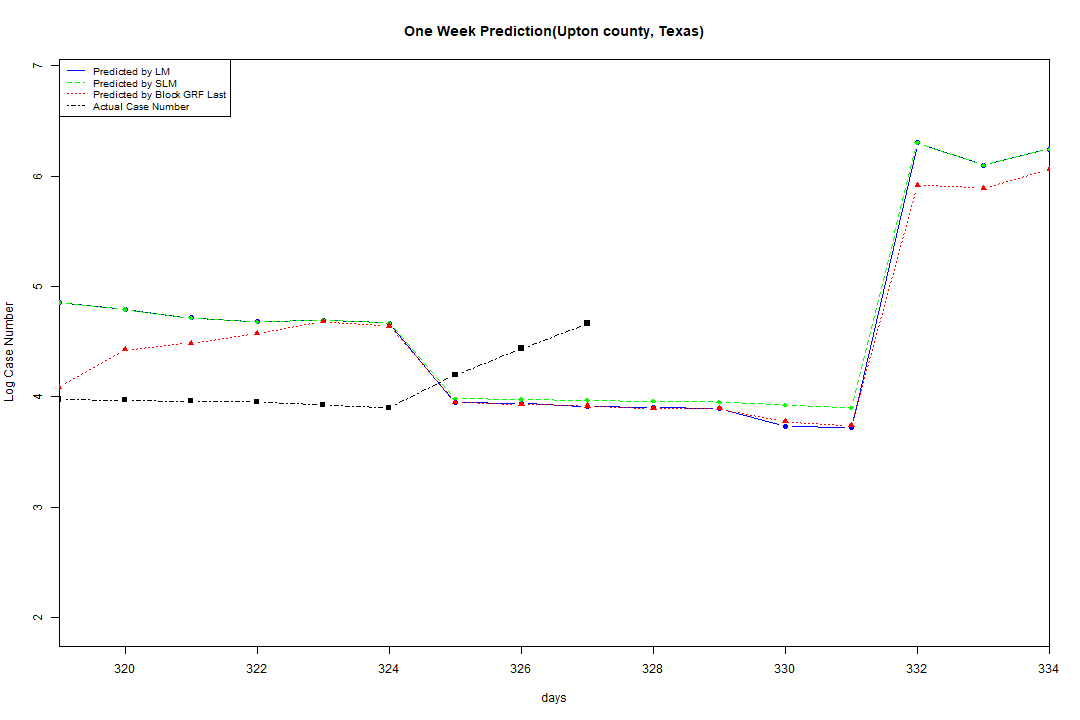 One Week Prediction(Upton county, Texas)
Predicted by LM
Predicted by SLM
Predicted by Block GRF Last
Actual Case Number
7
6
5
4
3
2
Log Case Number
320 322 324 326 328 330 332 334
days